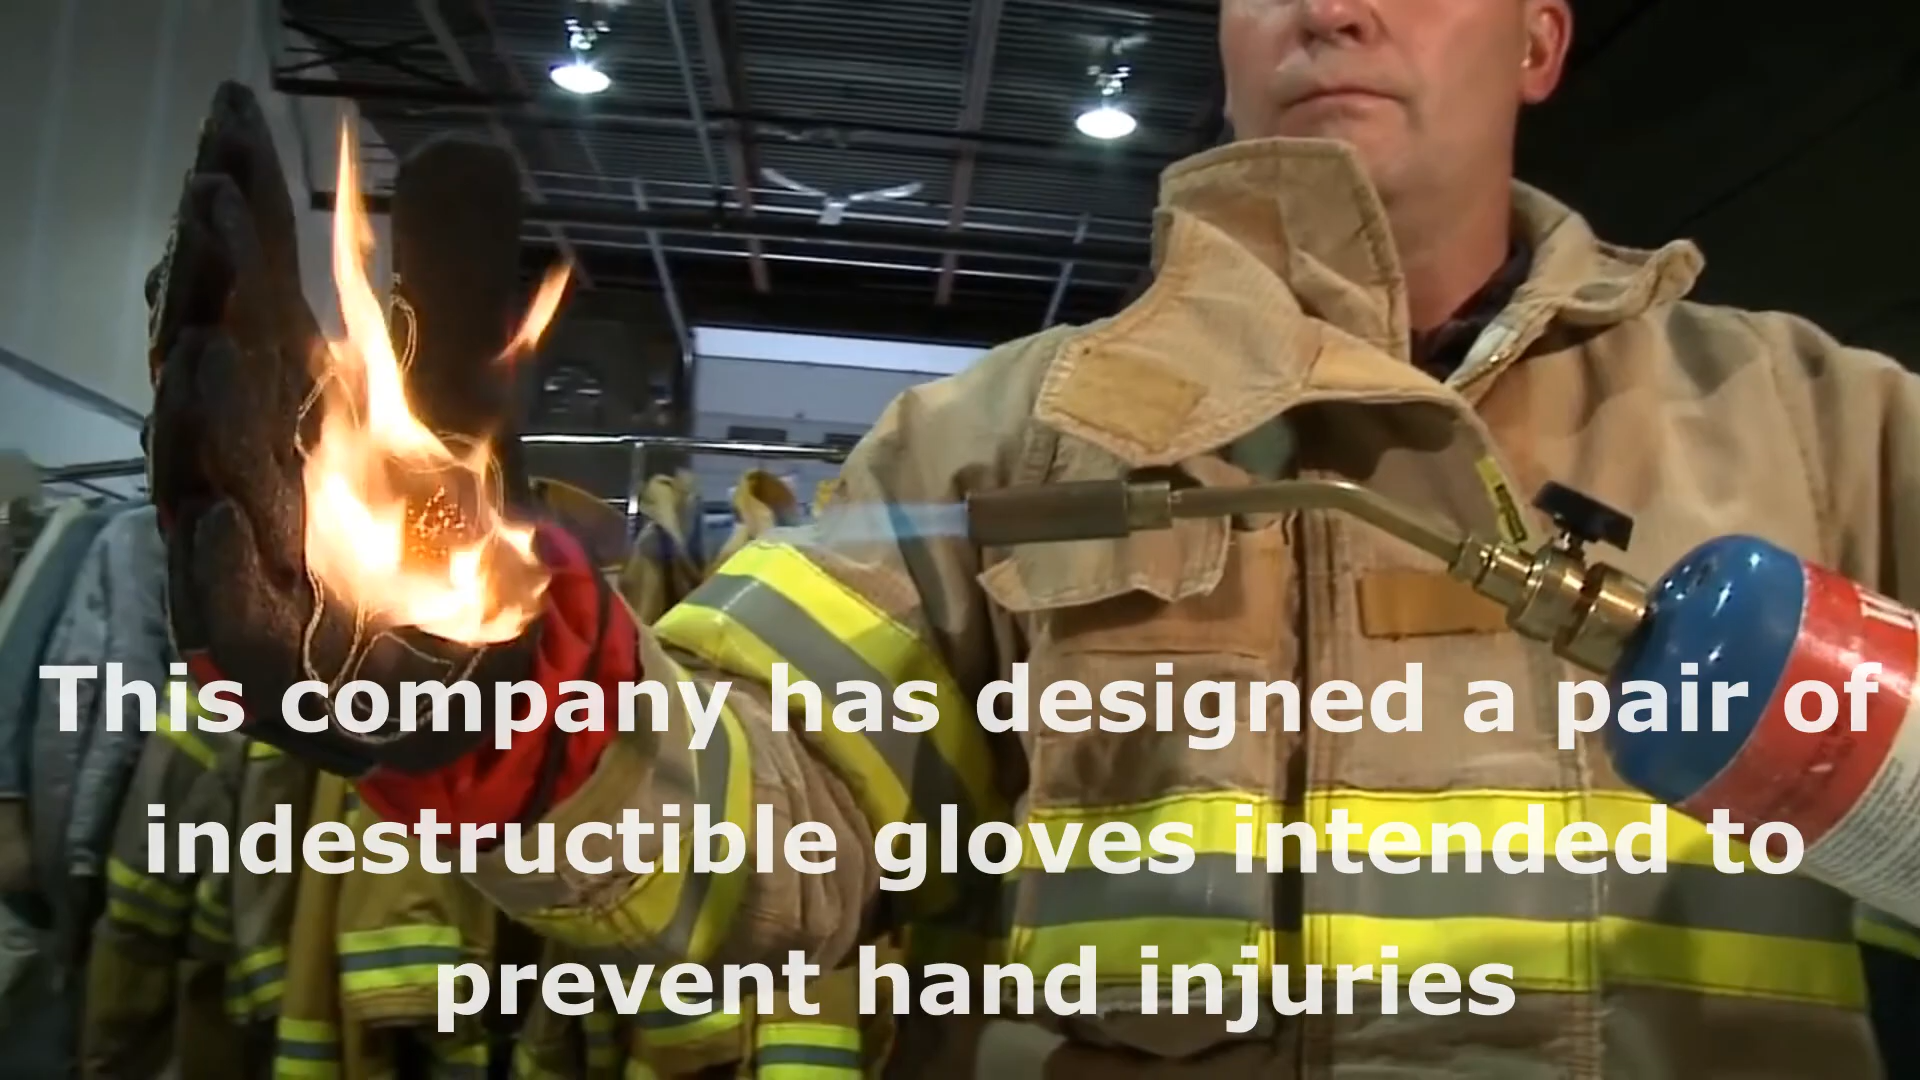 This company has designed a pair of
indestructible gloves intended to
prevent hand injuries